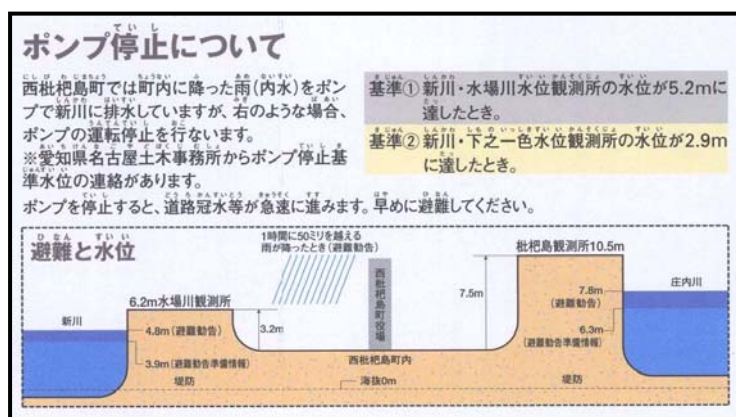 ポンプ停止について
西枇杷島町では町内に降った雨(内水)をポン
プで新川に排水していますが、右のような場合、
ポンプの運転停止を行ないます。
※愛知県名古屋土木事務所からポンプ停止基
準水位の連絡があります。
ポンプを停止すると、道路冠水等が急速に進みます。早めに避難してください。
基準① 新川・水場川水位観測所の水位が5.2mに
達したとき。
基準② 新川・下之一色水位観測所の水位が2.9m
に達したとき。
避難と水位
1時間に50ミリを越える
雨が降ったとき(避難勧告)
枇杷島観測所10.5m
庄内川
7.8m
(避難勧告)
6.3m
(避難勧告準備情報)
7.5m
西枇杷島町役場
6.2m水場川観測所
新川
4.8m(避難勧告)
3.2m
3.9m(避難勧告準備情報)
西枇杷島町内
堤防
海抜0m
堤防